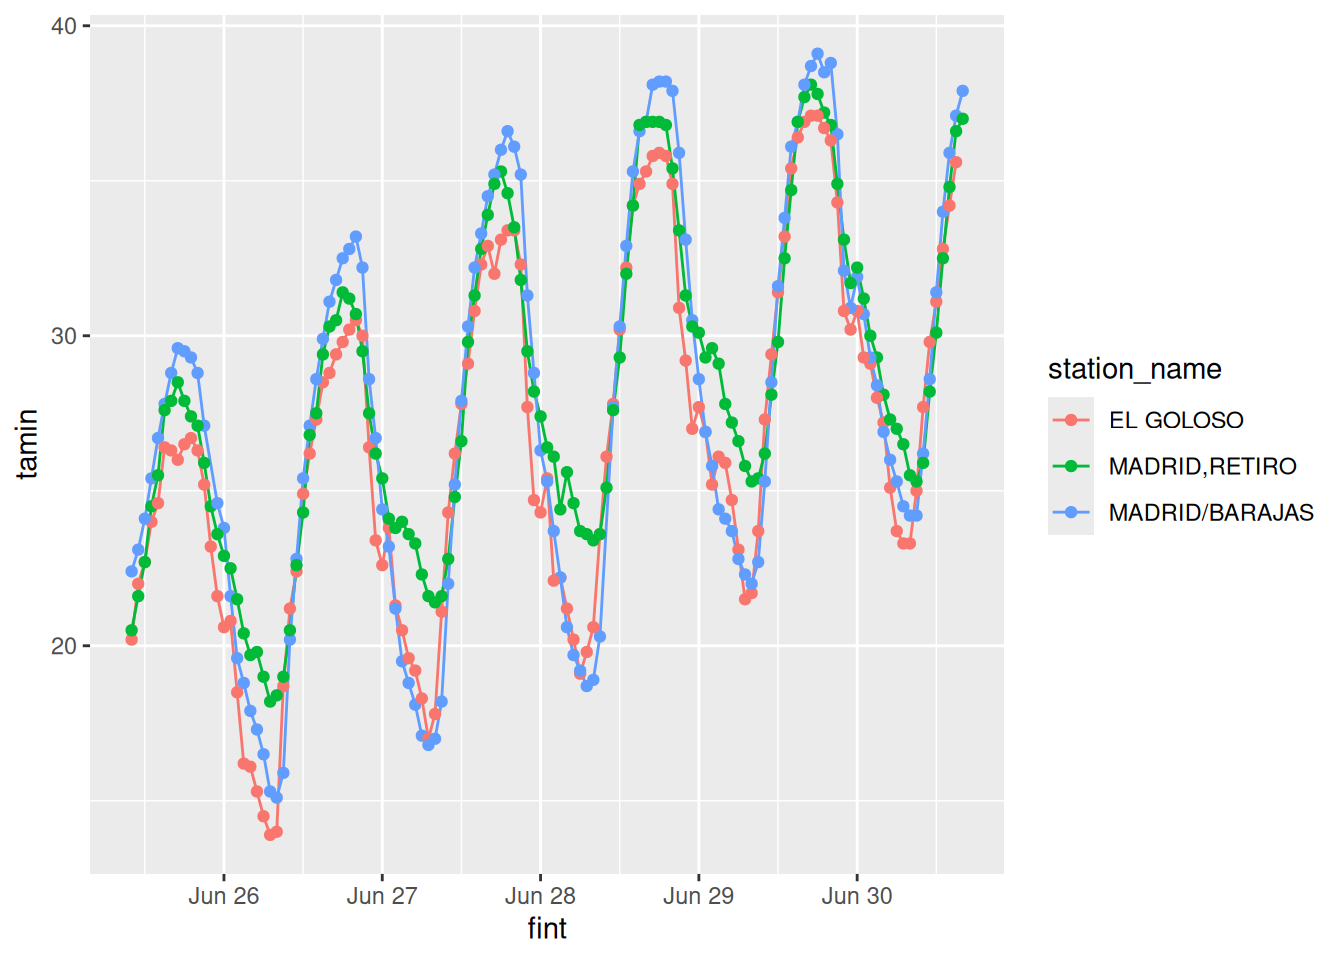 40
30
20
tamin
Jun 26
Jun 27
Jun 28
Jun 29
Jun 30
fint
station_name
EL GOLOSO
MADRID,RETIRO
MADRID/BARAJAS